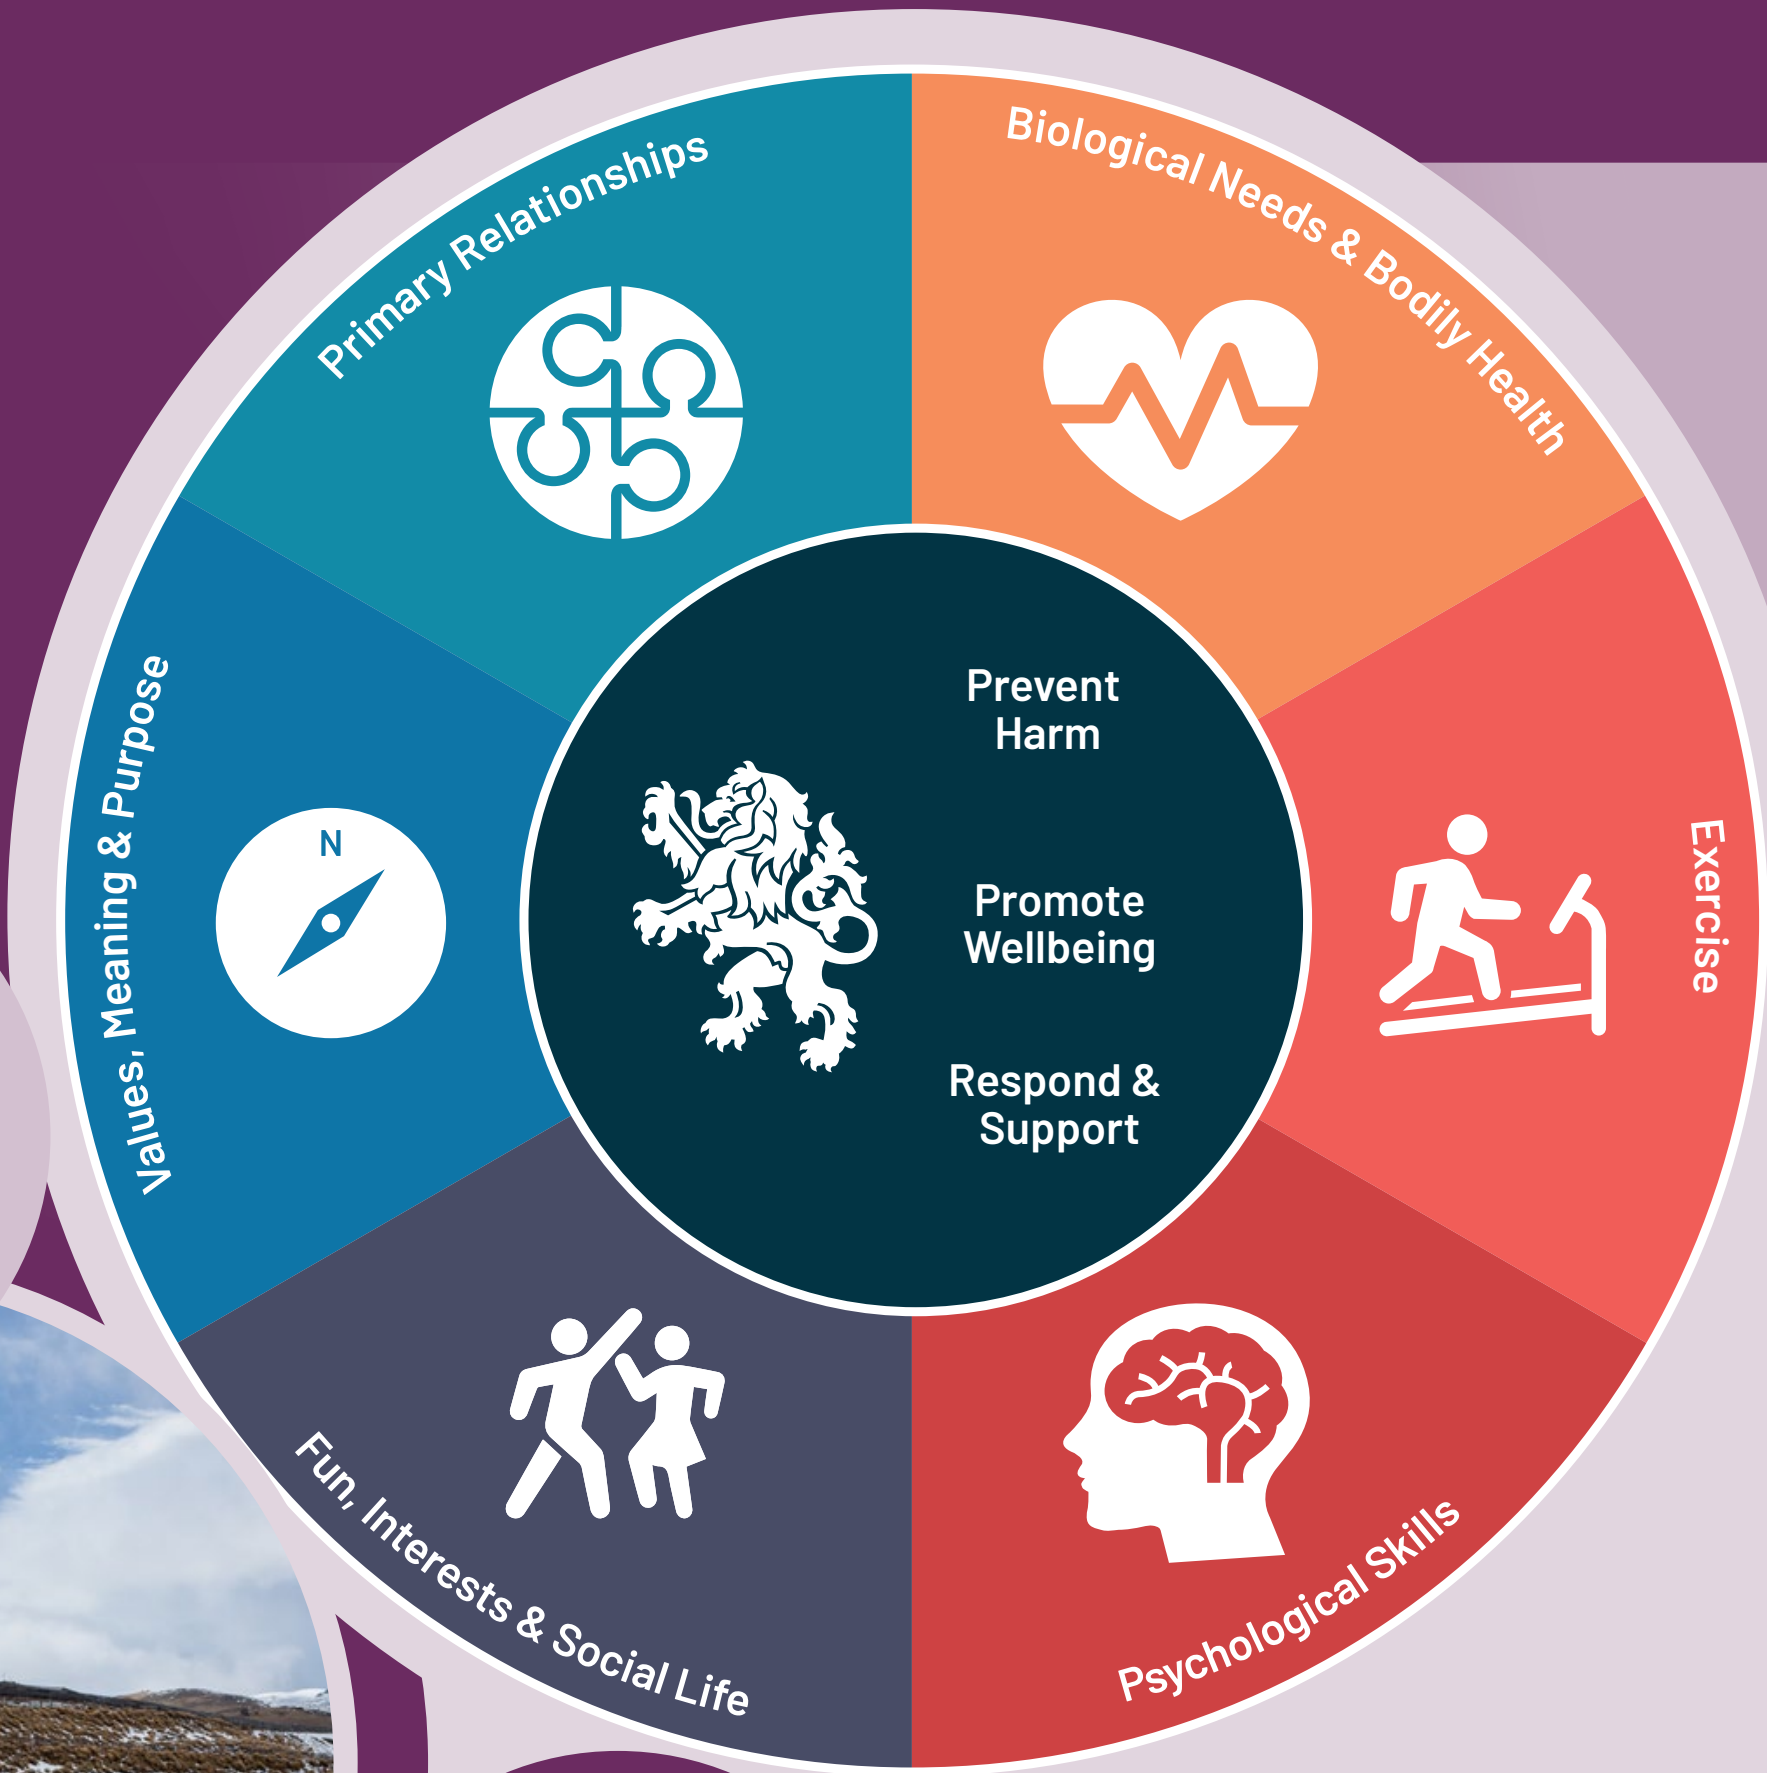 Primary Relationships
Biological Needs & Bodily Health
Exercise
Psychological Skills
Fun, Interests & Social Life
Values, Meaning & Purpose
N
Prevent
Harm
Promote
Wellbeing
Respond &
Support